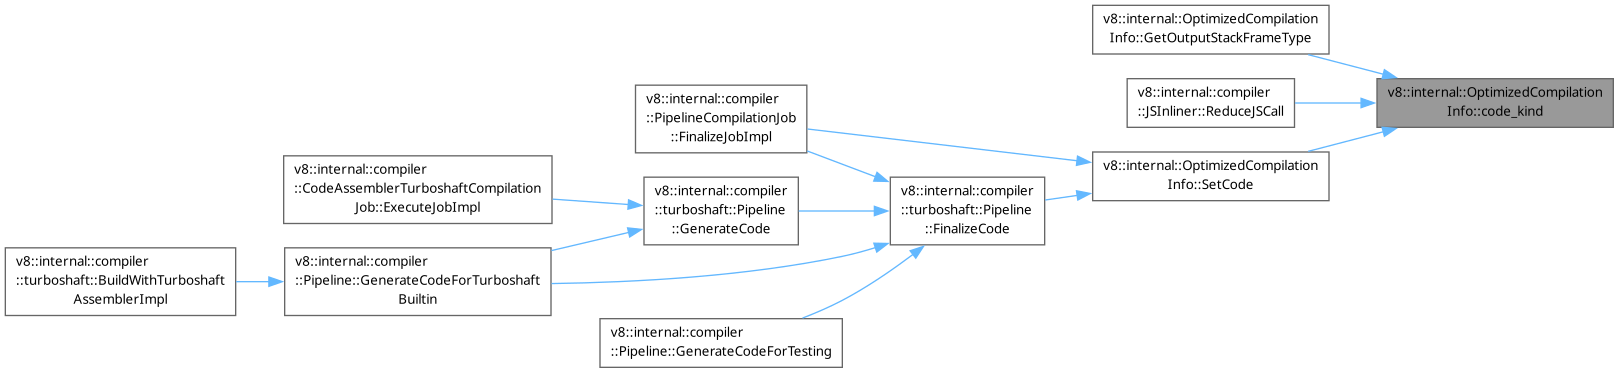 v8::internal::OptimizedCompilation
Info::GetOutputStackFrameType
v8::internal::compiler
::JSInliner::ReduceJSCall
v8::internal::OptimizedCompilation
Info::code_kind
v8::internal::compiler
::PipelineCompilationJob
::FinalizeJobImpl
v8::internal::OptimizedCompilation
Info::SetCode
v8::internal::compiler
::CodeAssemblerTurboshaftCompilation
Job::ExecuteJobImpl
v8::internal::compiler
::turboshaft::Pipeline
::GenerateCode
v8::internal::compiler
::turboshaft::Pipeline
::FinalizeCode
v8::internal::compiler
::turboshaft::BuildWithTurboshaft
AssemblerImpl
v8::internal::compiler
::Pipeline::GenerateCodeForTurboshaft
Builtin
v8::internal::compiler
::Pipeline::GenerateCodeForTesting